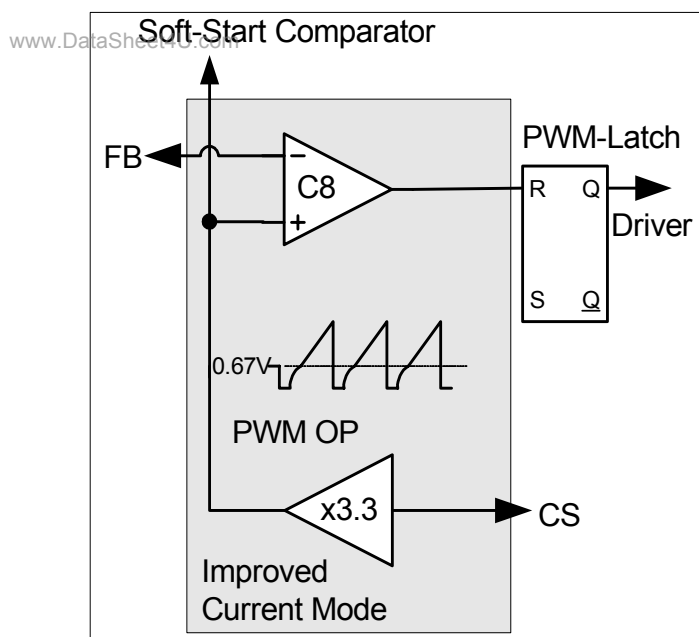 Soft-Start Comparator
www.DataSheet4U.com
PWM-Latch
FB
C8
R Q
Driver
S Q
0.67V
PWM OP
x3.3
CS
Improved
Current Mode